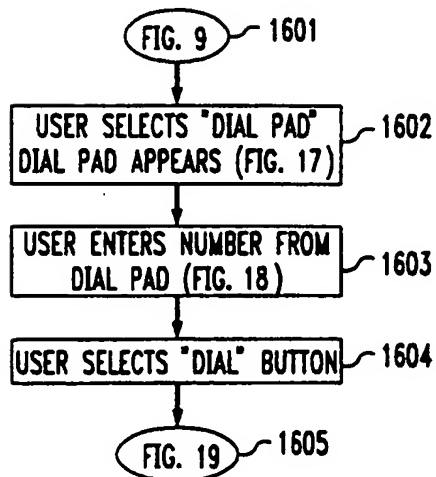 FIG. 9
1601
USER SELECTS "DIAL PAD"
DIAL PAD APPEARS (FIG. 17)
1602
USER ENTERS NUMBER FROM
DIAL PAD (FIG. 18)
1603
USER SELECTS "DIAL" BUTTON
1604
FIG. 19
1605